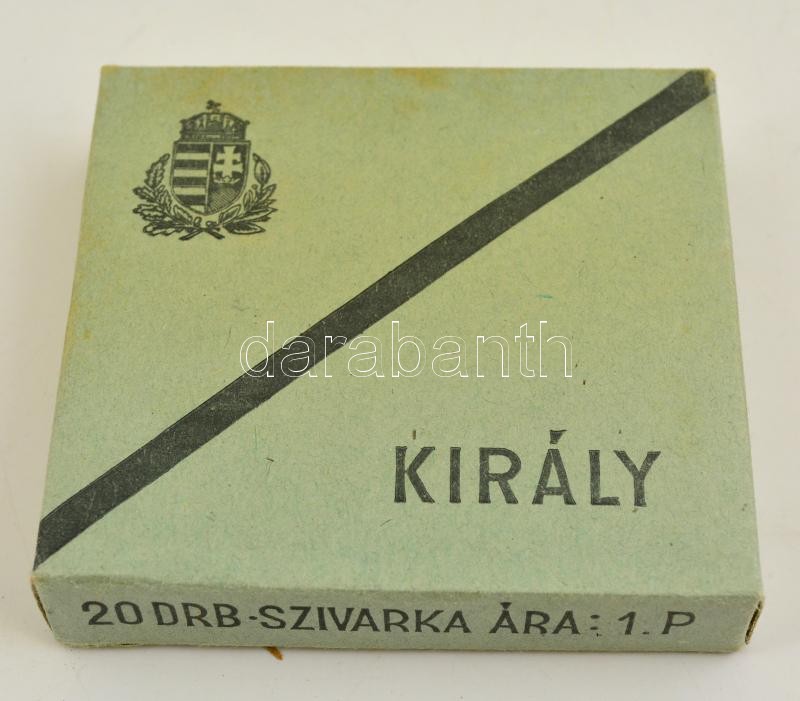 darabanth
KIRÁLY
20 DRB·SZIVARKA ÁRA: 1. P